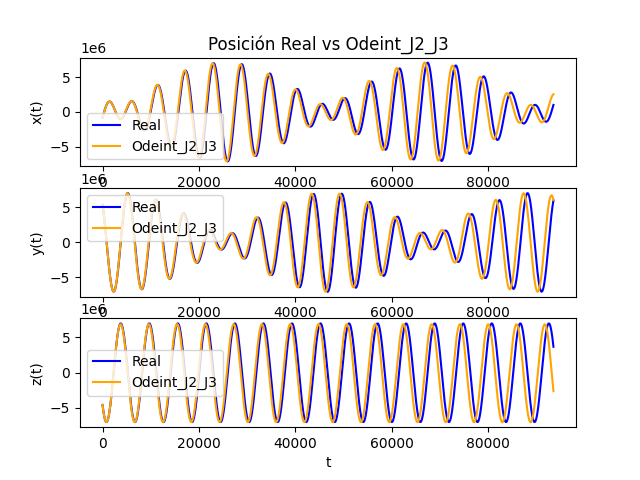 Posición Real vs Odeint_J2_J3
1e6
5
0
−5
x(t)
Real
Odeint_J2_J3
0
20000
40000
60000
80000
1e6
5
0
−5
y(t)
Real
Odeint_J2_J3
0
20000
40000
60000
80000
1e6
5
0
−5
z(t)
Real
Odeint_J2_J3
0
20000
40000
60000
80000
t